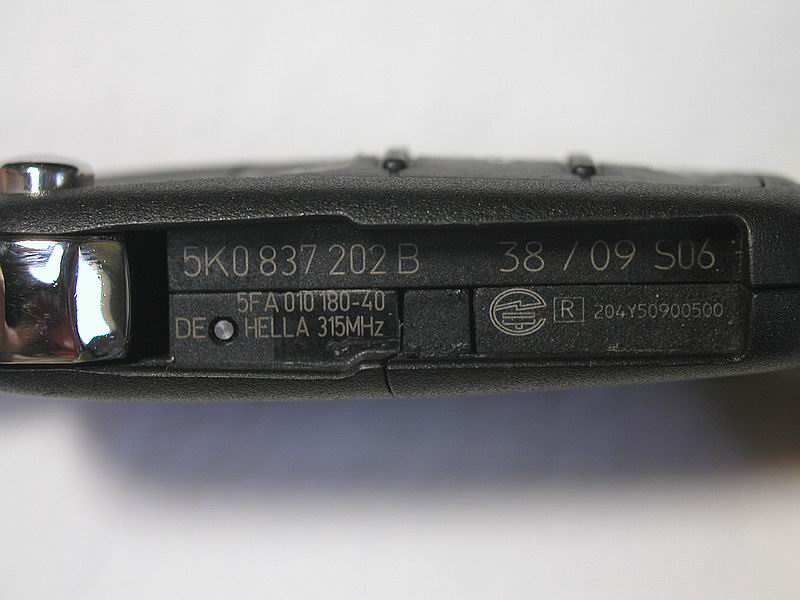 5K0 837 202 B 38 / 09 S06
5FA 010 180-40
DE HELLA 315MHz
R 204Y50900500